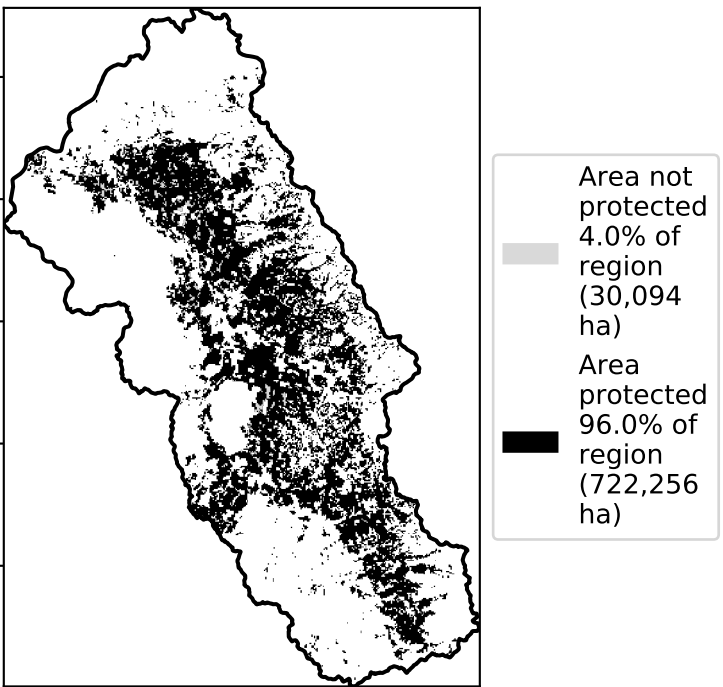 Area not
protected
4.0% of
region
(30,094
ha)
Area
protected
96.0% of
region
(722,256
ha)